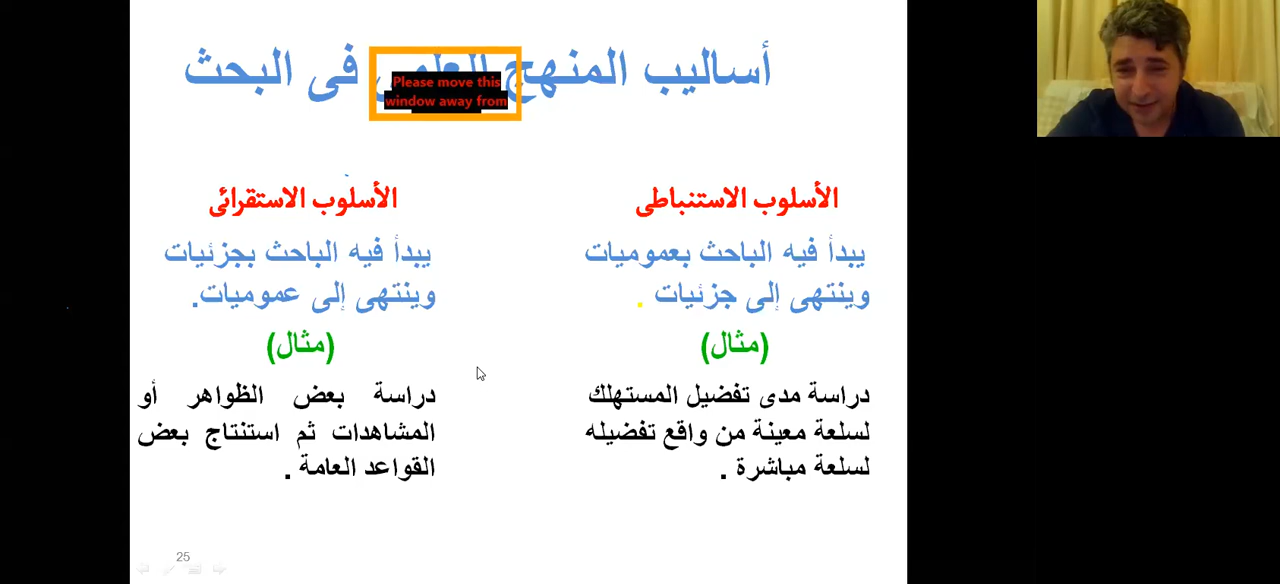 أساليب المنهج العلمى فى البحث
Please move this
window away from
الأسلوب الاستنباطى
يبدأ فيه الباحث بعموميات
وينتهى إلى جزئيات .
(مثال)
دراسة مدى تفضيل المستهلك
لسلعة معينة من واقع تفضيله
لسلعة مباشرة .
الأسلوب الاستقرائى
يبدأ فيه الباحث بجزئيات
وينتهى إلى عموميات.
(مثال)
دراسة بعض الظواهر أو
المشاهدات ثم استنتاج بعض
القواعد العامة .
25